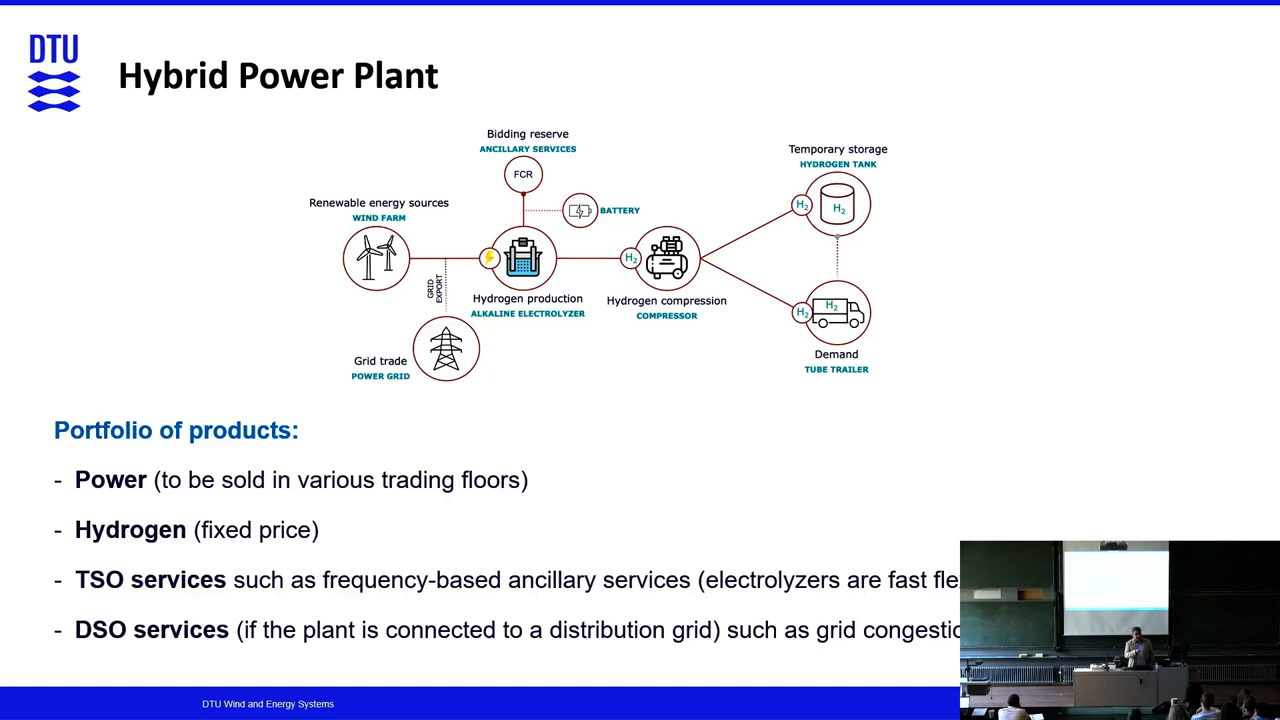 DTU
Hybrid Power Plant
Bidding reserve
ANCILLARY SERVICES
FCR
BATTERY
Renewable energy sources
WIND FARM
GRID
EXPORT
Grid trade
POWER GRID
Hydrogen production
ALKALINE ELECTROLYZER
H2
Hydrogen compression
COMPRESSOR
Temporary storage
HYDROGEN TANK
H2
H2
H2
H2
Demand
TUBE TRAILER
Portfolio of products:
- Power (to be sold in various trading floors)
- Hydrogen (fixed price)
- TSO services such as frequency-based ancillary services (electrolyzers are fast
- DSO services (if the plant is connected to a distribution grid) such as grid
DTU Wind and Energy Systems